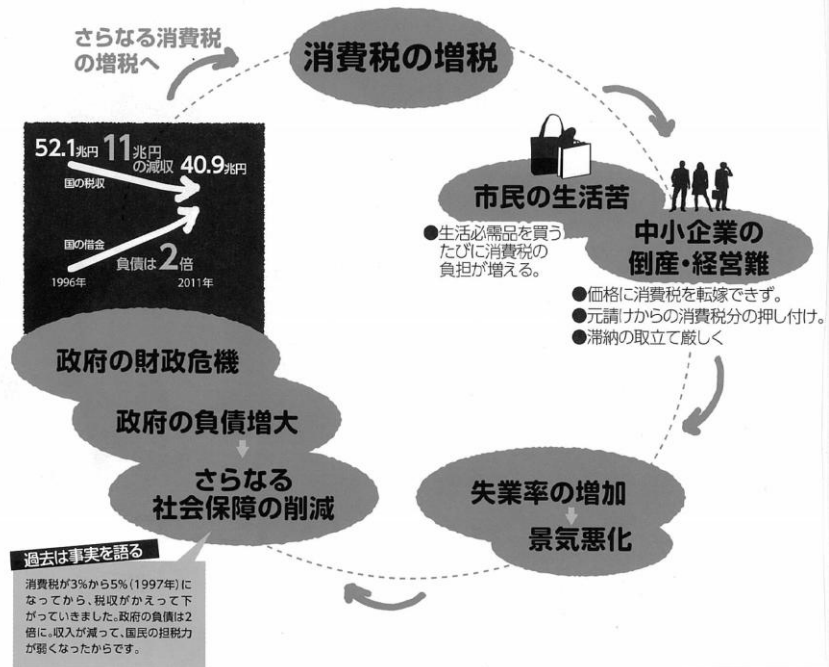 さらなる消費税
の増税へ
消費税の増税
52.1兆円 11兆円の減収 40.9兆円
国の税収
国の借金
負債は2倍
1996年 2011年
市民の生活苦
●生活必需品を買う
たびに消費税の
負担が増える。
中小企業の
倒産・経営難
●価格に消費税を転嫁できず。
●元請けからの消費税分の押し付け。
●滞納の取立て厳しく
失業率の増加
景気悪化
政府の財政危機
政府の負債増大
さらなる
社会保障の削減
過去は事実を語る
消費税が3%から5%(1997年)に
なってから、税収がかえって下
がっていきました。政府の負債は2
倍に。収入が減って、国民の担税力
が弱くなったからです。